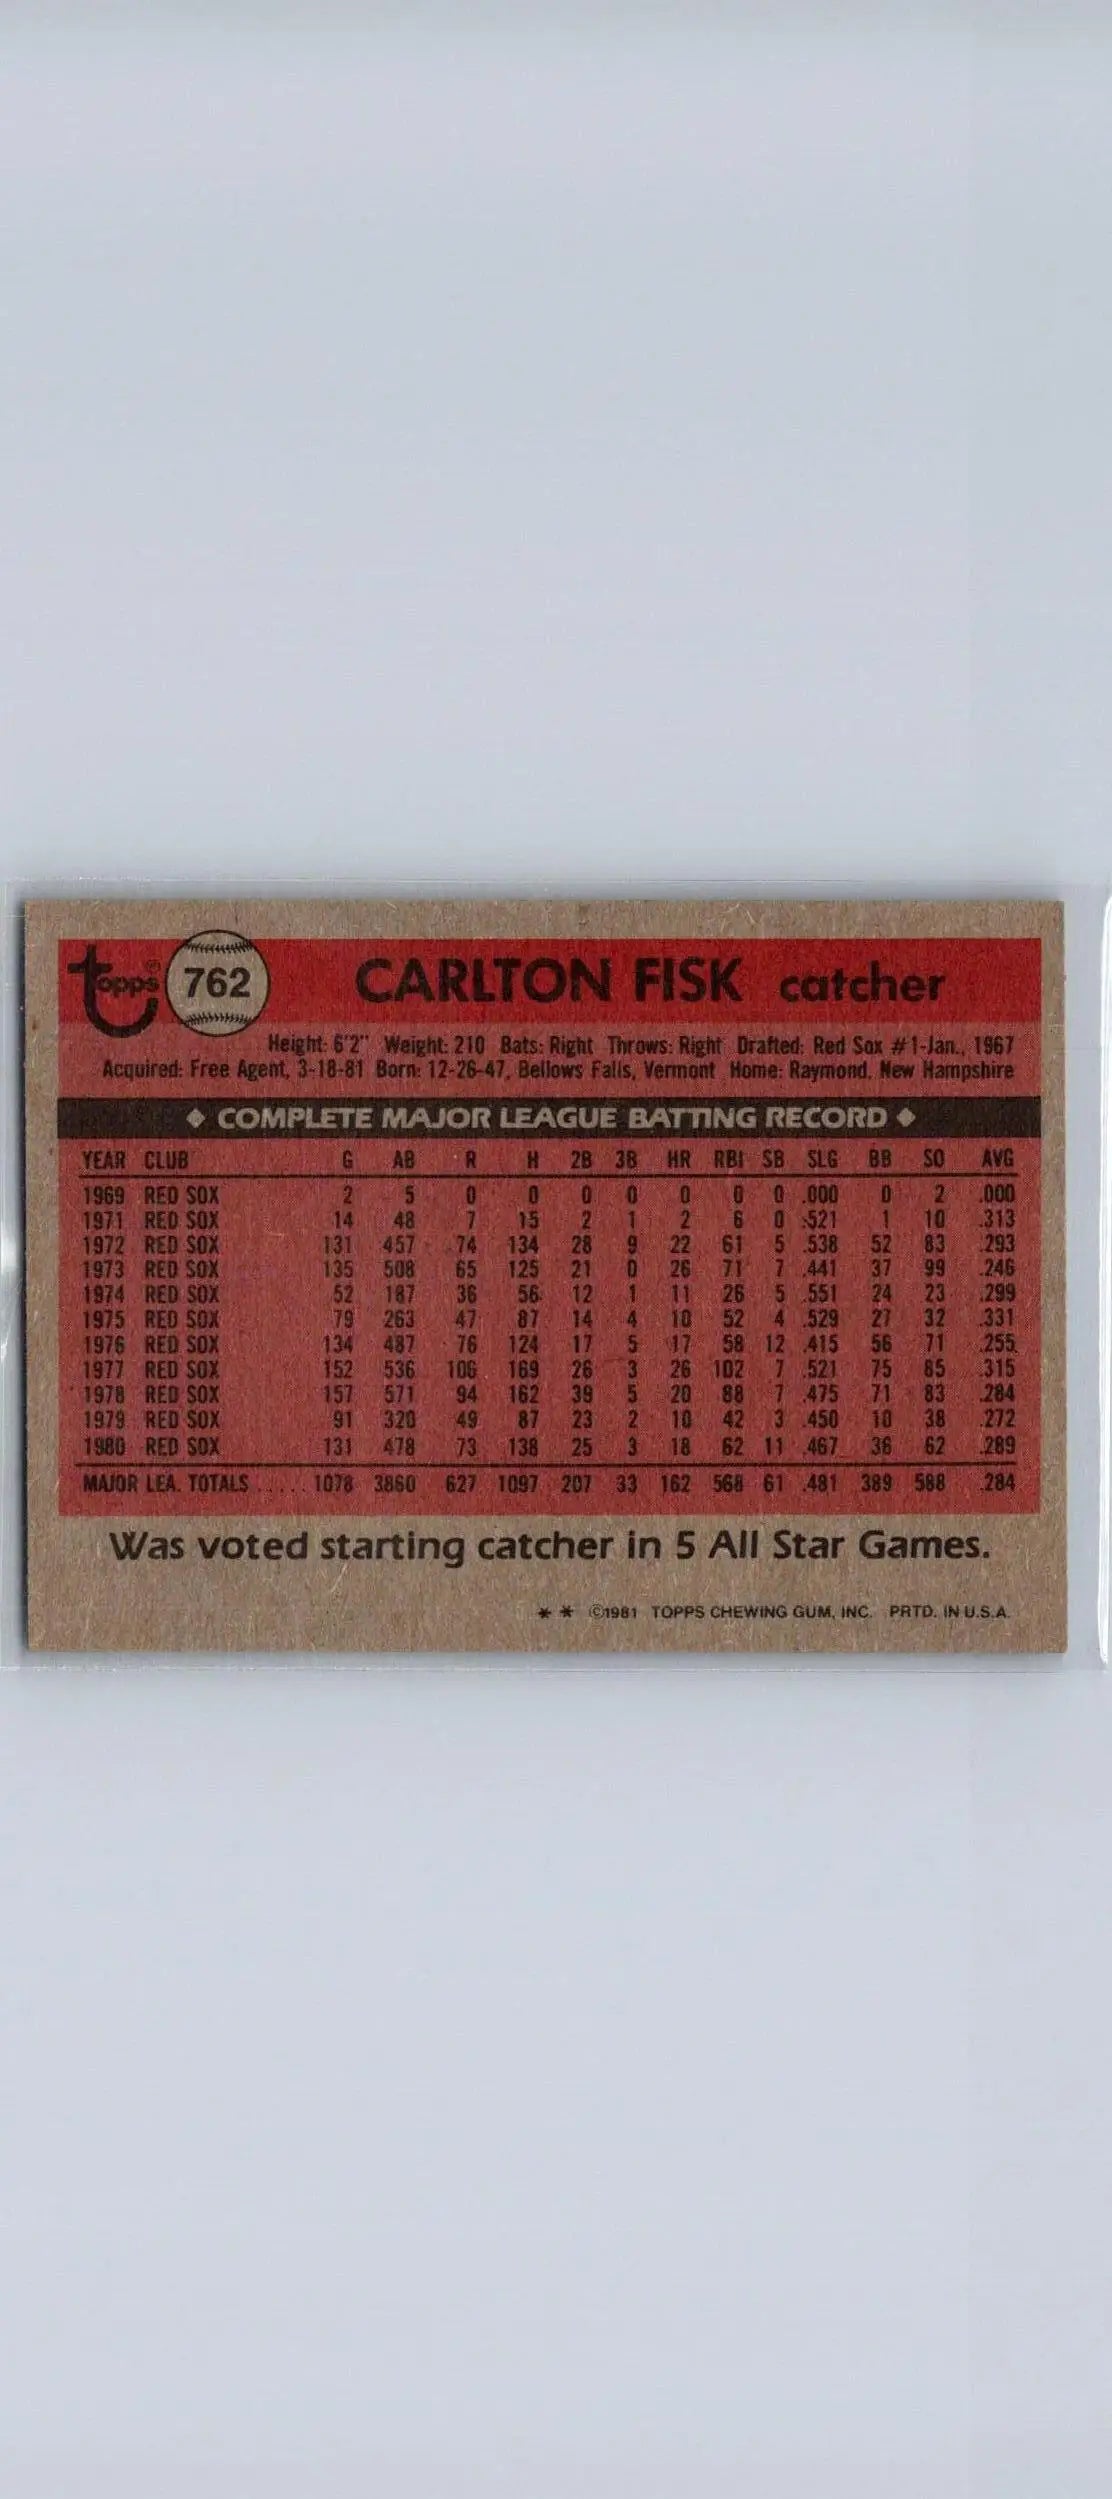 topps® 762 CARLTON FISK catcher
Height: 6'2" Weight: 210 Bats: Right Throws: Right Drafted: Red Sox #1-Jan., 1967
Acquired: Free Agent, 3-18-81 Born: 12-26-47, Bellows Falls, Vermont Home: Raymond, New Hampshire
◆ COMPLETE MAJOR LEAGUE BATTING RECORD ◆
YEAR CLUB G AB R H 2B 3B HR RBI SB SLG BB SO AVG
1969 RED SOX 2 5 0 0 0 0 0 0 0 .000 0 2 .000
1971 RED SOX 14 48 7 15 2 1 2 6 0 .521 1 10 .313
1972 RED SOX 131 457 74 134 28 9 22 61 5 .538 52 83 .293
1973 RED SOX 135 508 65 125 21 0 26 71 7 .441 37 99 .246
1974 RED SOX 52 187 36 56 12 1 11 26 5 .551 24 23 .299
1975 RED SOX 79 263 47 87 14 4 10 52 4 .529 27 32 .331
1976 RED SOX 134 487 76 124 17 5 17 58 12 .415 56 71 .255
1977 RED SOX 152 536 106 169 26 3 26 102 7 .521 75 85 .315
1978 RED SOX 157 571 94 162 39 5 20 88 7 .475 71 83 .284
1979 RED SOX 91 320 49 87 23 2 10 42 3 .450 10 38 .272
1980 RED SOX 131 478 73 138 25 3 18 62 11 .467 36 62 .289
MAJOR LEA. TOTALS ..... 1078 3860 627 1097 207 33 162 568 61 .481 389 588 .284
Was voted starting catcher in 5 All Star Games.
* * ©1981 TOPPS CHEWING GUM, INC. PRTD. IN U.S.A.